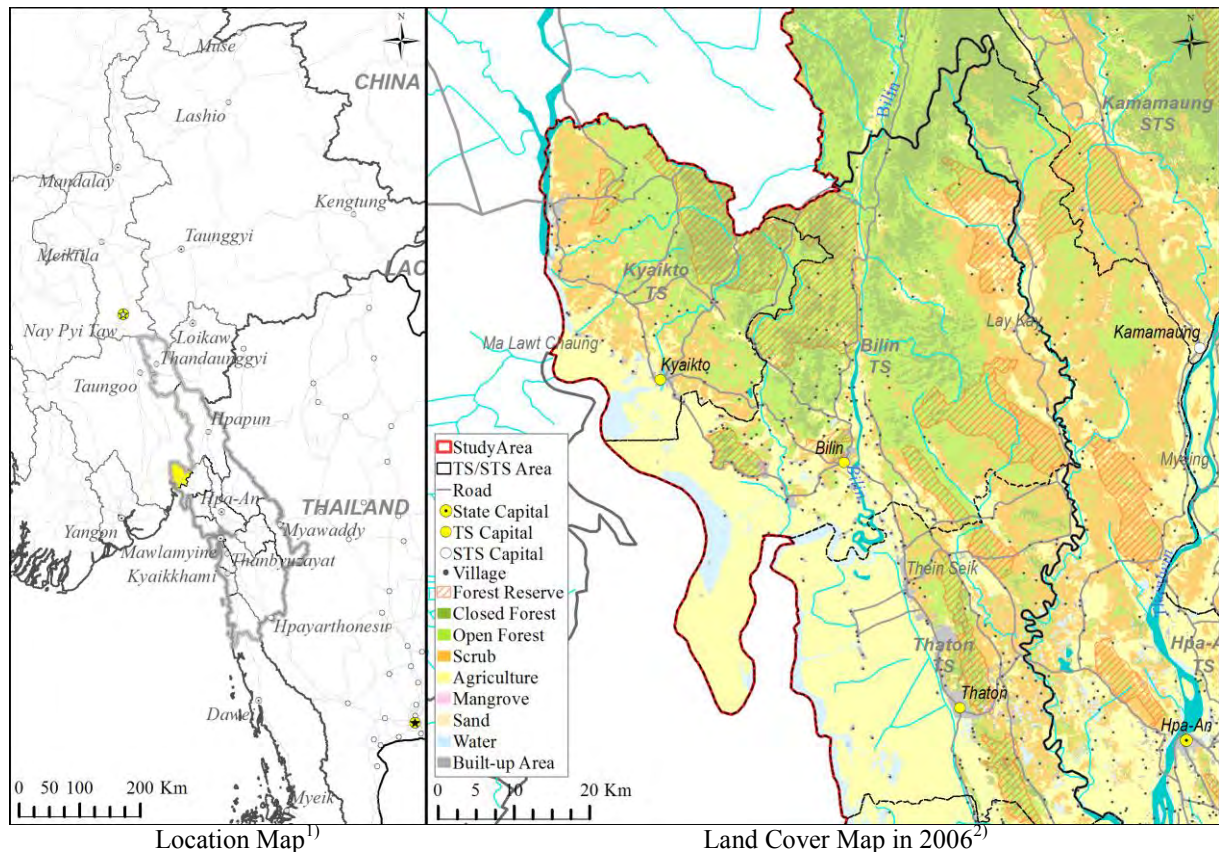 N
Muse
CHINA
Lashio
Mandalay
Kengtung
Taunggyi
Meiktila
LAO
Nay Pyi Taw
Loikaw
Thandaunggyi
Taungoo
Hpapun
THAILAND
Hpa-An
Yangon
Myawaddy
Mawlamyine
Thanbyuzayat
Kyaikkhami
Hpayarthonesu
Dawei
0 50 100 200 Km
Myeik
Location Map1)
N
Bilin
Kamamaung
STS
Kyaikto
TS
Lay Kay
Kamamaung
Ma Lawt Chaung
Bilin
TS
Kyaikto
Bilin
Bilin
Myaing
Thein Seik
Thaton
TS
Hpa-A
TS
Thaton
Hpa-An
StudyArea
TS/STS Area
Road
State Capital
TS Capital
STS Capital
Village
Forest Reserve
Closed Forest
Open Forest
Scrub
Agriculture
Mangrove
Sand
Water
Built-up Area
0 5 10 20 Km
Land Cover Map in 20062)